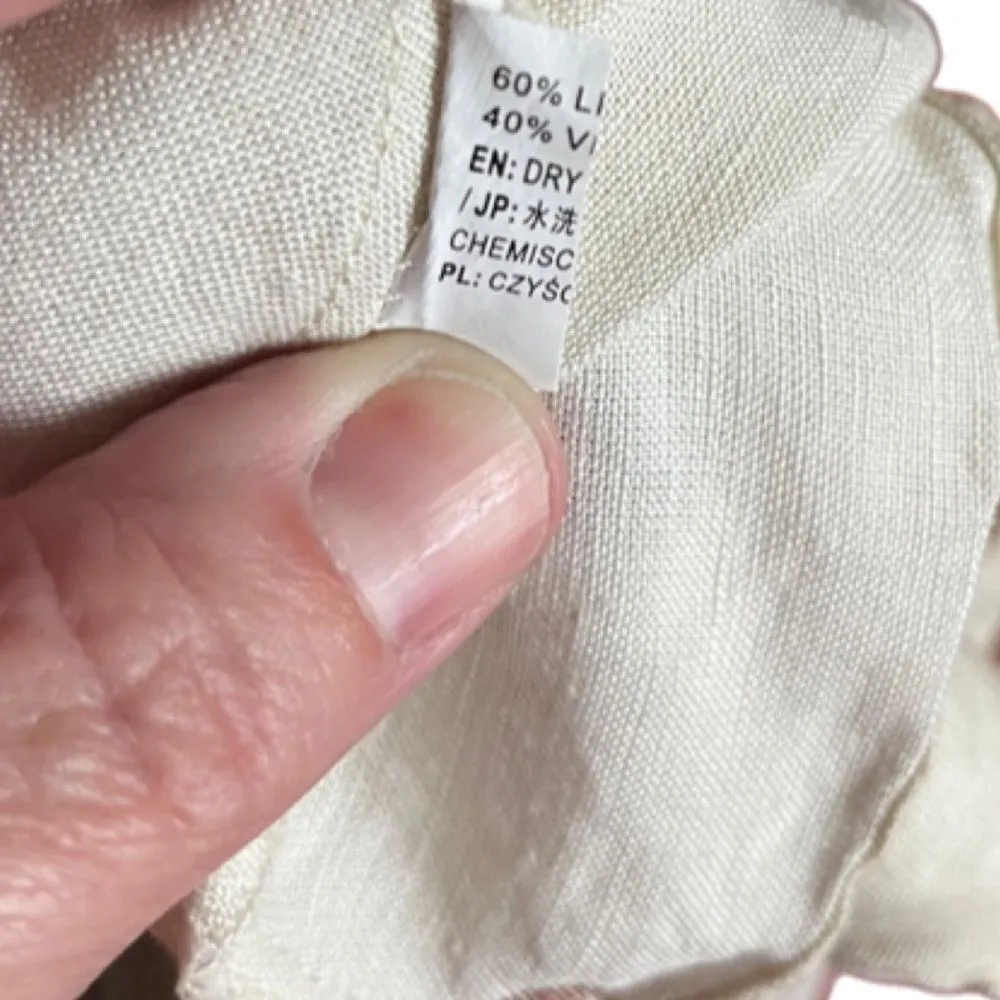 60% LI
40% VI
EN: DRY
/JP: 水洗
CHEMISC
PL: CZYŚC